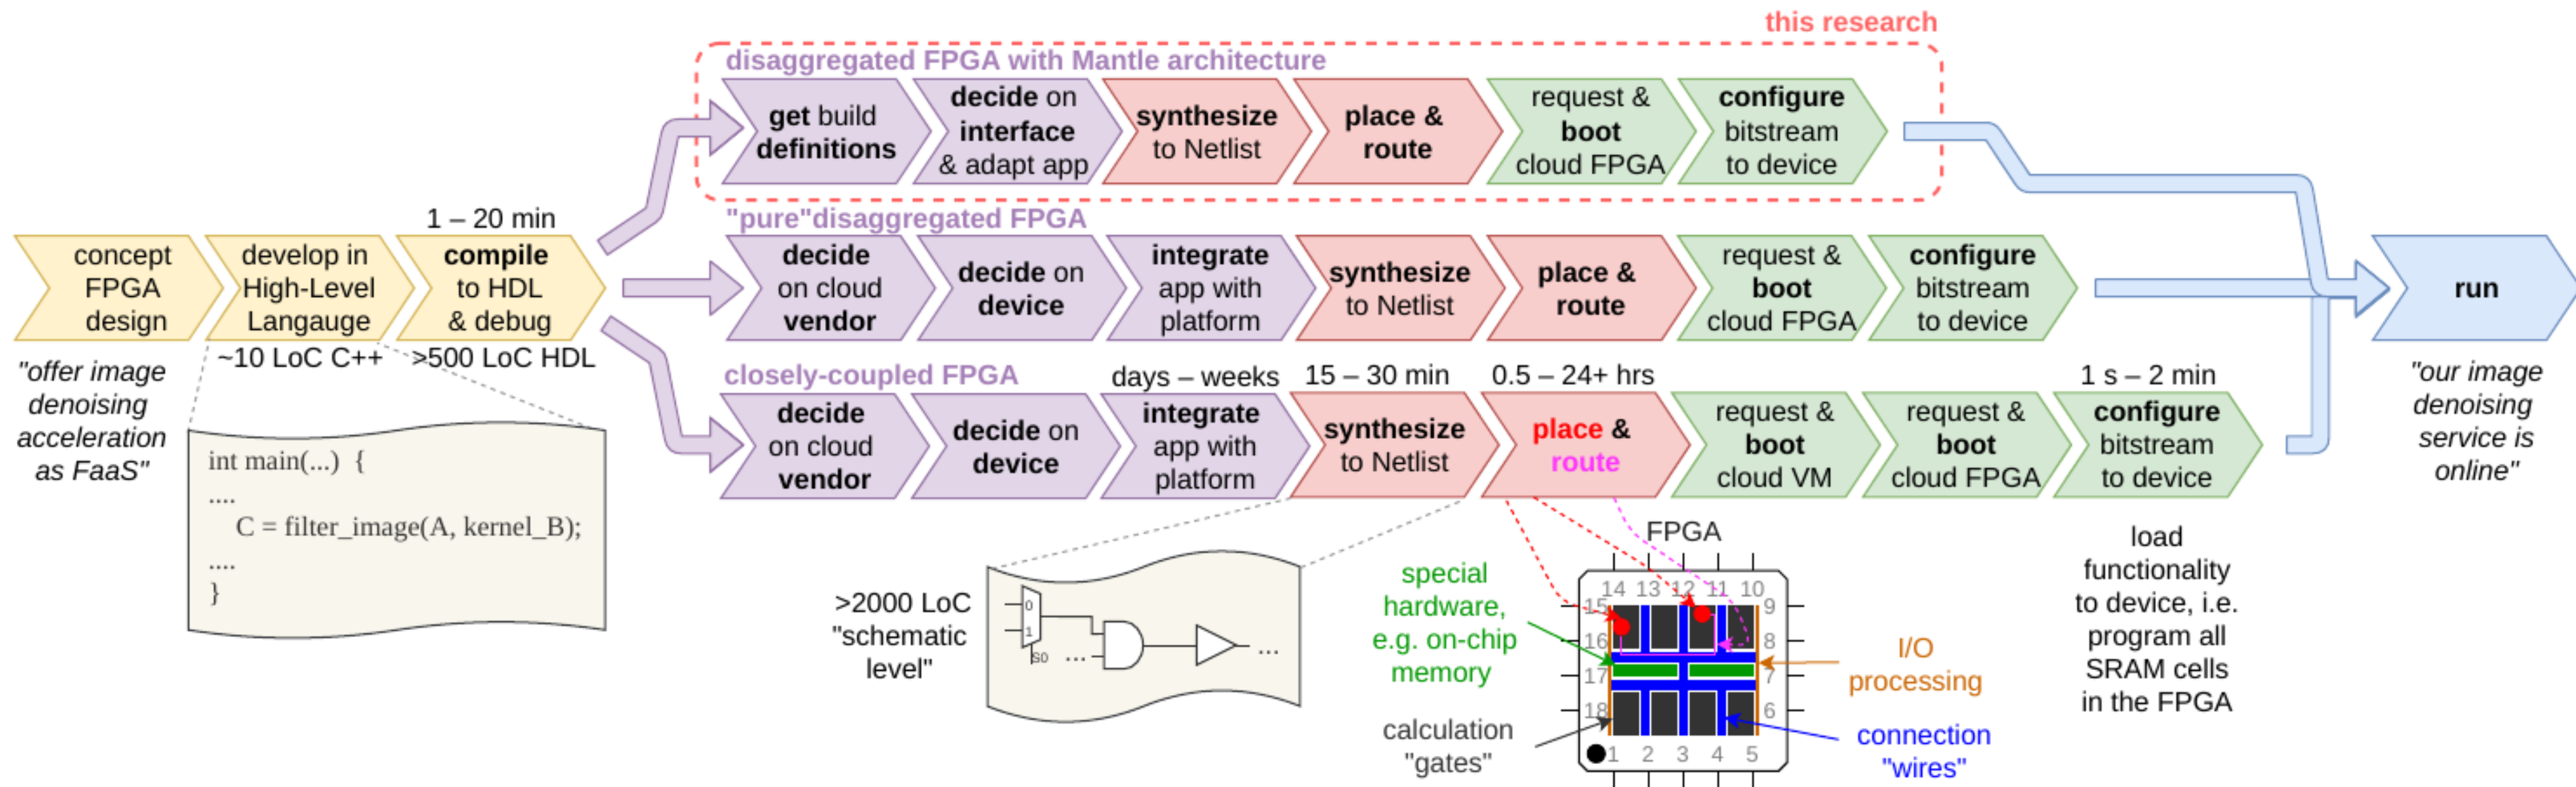 this research
disaggregated FPGA with Mantle architecture
get build
definitions
decide on
interface
& adapt app
synthesize
to Netlist
place &
route
request &
boot
cloud FPGA
configure
bitstream
to device
"pure"disaggregated FPGA
1 – 20 min
concept
FPGA
design
develop in
High-Level
Langauge
compile
to HDL
& debug
decide
on cloud
vendor
decide on
device
integrate
app with
platform
synthesize
to Netlist
place &
route
request &
boot
cloud FPGA
configure
bitstream
to device
run
~10 LoC C++
>500 LoC HDL
"offer image
denoising
acceleration
as FaaS"
closely-coupled FPGA
days – weeks
15 – 30 min
0.5 – 24+ hrs
1 s – 2 min
decide
on cloud
vendor
decide on
device
integrate
app with
platform
synthesize
to Netlist
place &
route
request &
boot
cloud VM
request &
boot
cloud FPGA
configure
bitstream
to device
"our image
denoising
service is
online"
int main(...) {
....
C = filter_image(A, kernel_B);
....
}
>2000 LoC
"schematic
level"
0
1
S0
...
...
FPGA
special
hardware,
e.g. on-chip
memory
calculation
"gates"
14 13 12 11 10
15 9
16 8
17 7
18 6
1 2 3 4 5
I/O
processing
connection
"wires"
load
functionality
to device, i.e.
program all
SRAM cells
in the FPGA